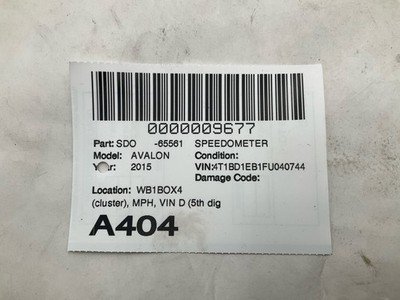 0000009677
Part: SDO -65561 SPEEDOMETER
Model: AVALON Condition:
Year: 2015 VIN:4T1BD1EB1FU040744
Damage Code:
Location: WB1BOX4
(cluster), MPH, VIN D (5th dig
A404